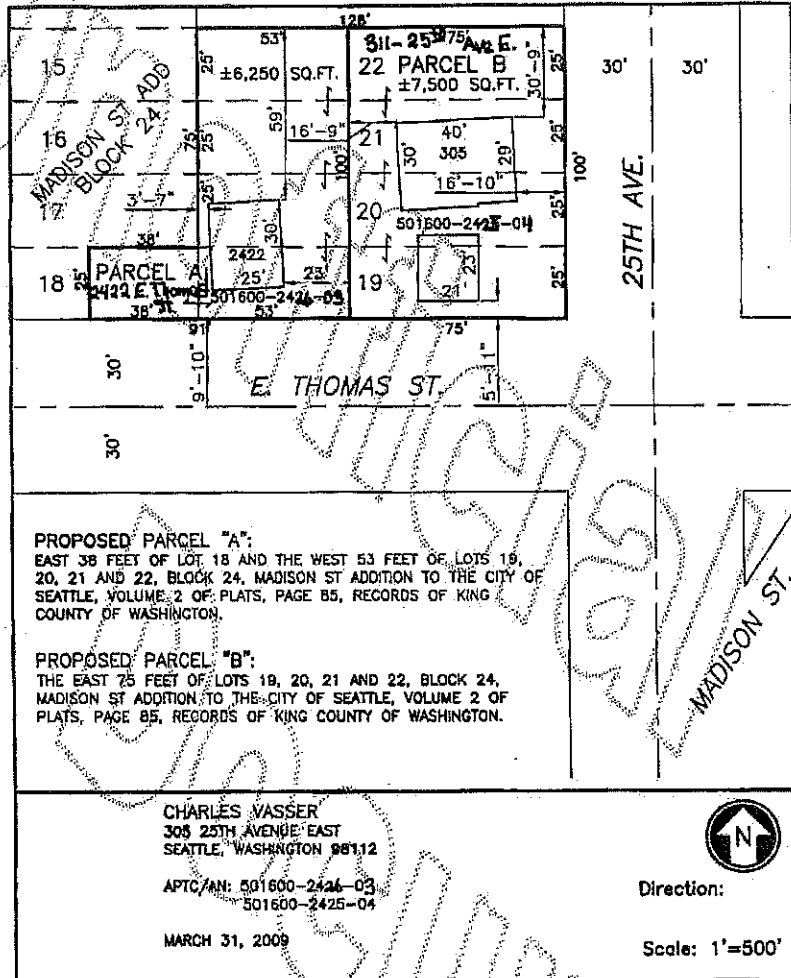 128'
53'
311-25th Ave E.
75'
15
25'
±6,250 SQ.FT.
22 PARCEL B
±7,500 SQ.FT.
30'-9"
25'
30'
30'
MADISON ST ADD
BLOCK 24
16
75'
25'
59'
16'-9"
100'
21
40'
305
30'
29'
25'
100'
25TH AVE.
17
3'-7"
25'
16'-10"
20
25'
38'
2422
30'
501600-2425-04
18
25'
PARCEL A
2422 E. Thomas St
38'
25'
23'
501600-2426-03
53'
19
21'
23'
25'
91'
75'
30'
9'-10"
E. THOMAS ST.
5'-11"
30'
MADISON ST.
PROPOSED PARCEL "A":
EAST 38 FEET OF LOT 18 AND THE WEST 53 FEET OF LOTS 19,
20, 21 AND 22, BLOCK 24, MADISON ST ADDITION TO THE CITY OF
SEATTLE, VOLUME 2 OF PLATS, PAGE 85, RECORDS OF KING
COUNTY OF WASHINGTON.
PROPOSED PARCEL "B":
THE EAST 75 FEET OF LOTS 19, 20, 21 AND 22, BLOCK 24,
MADISON ST ADDITION TO THE CITY OF SEATTLE, VOLUME 2 OF
PLATS, PAGE 85, RECORDS OF KING COUNTY OF WASHINGTON.
CHARLES VASSER
305 25TH AVENUE EAST
SEATTLE, WASHINGTON 98112
APTC/AN: 501600-2426-03
501600-2425-04
MARCH 31, 2009
N
Direction:
Scale: 1'=500'